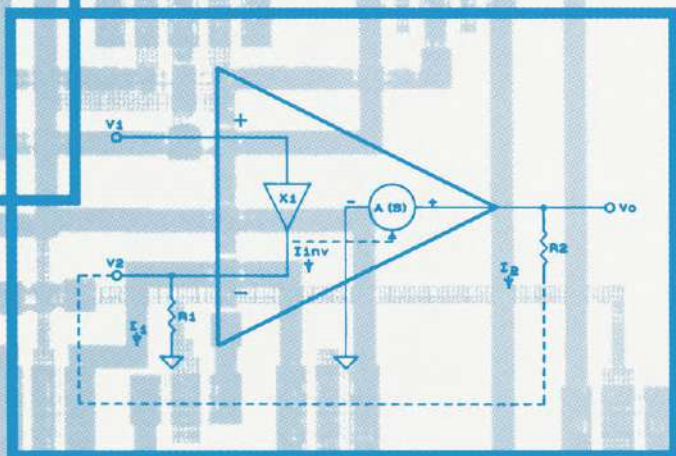 V1
+
X1
- A(S) +
Vo
R2
Iinv
V2
-
I2
I1
R1